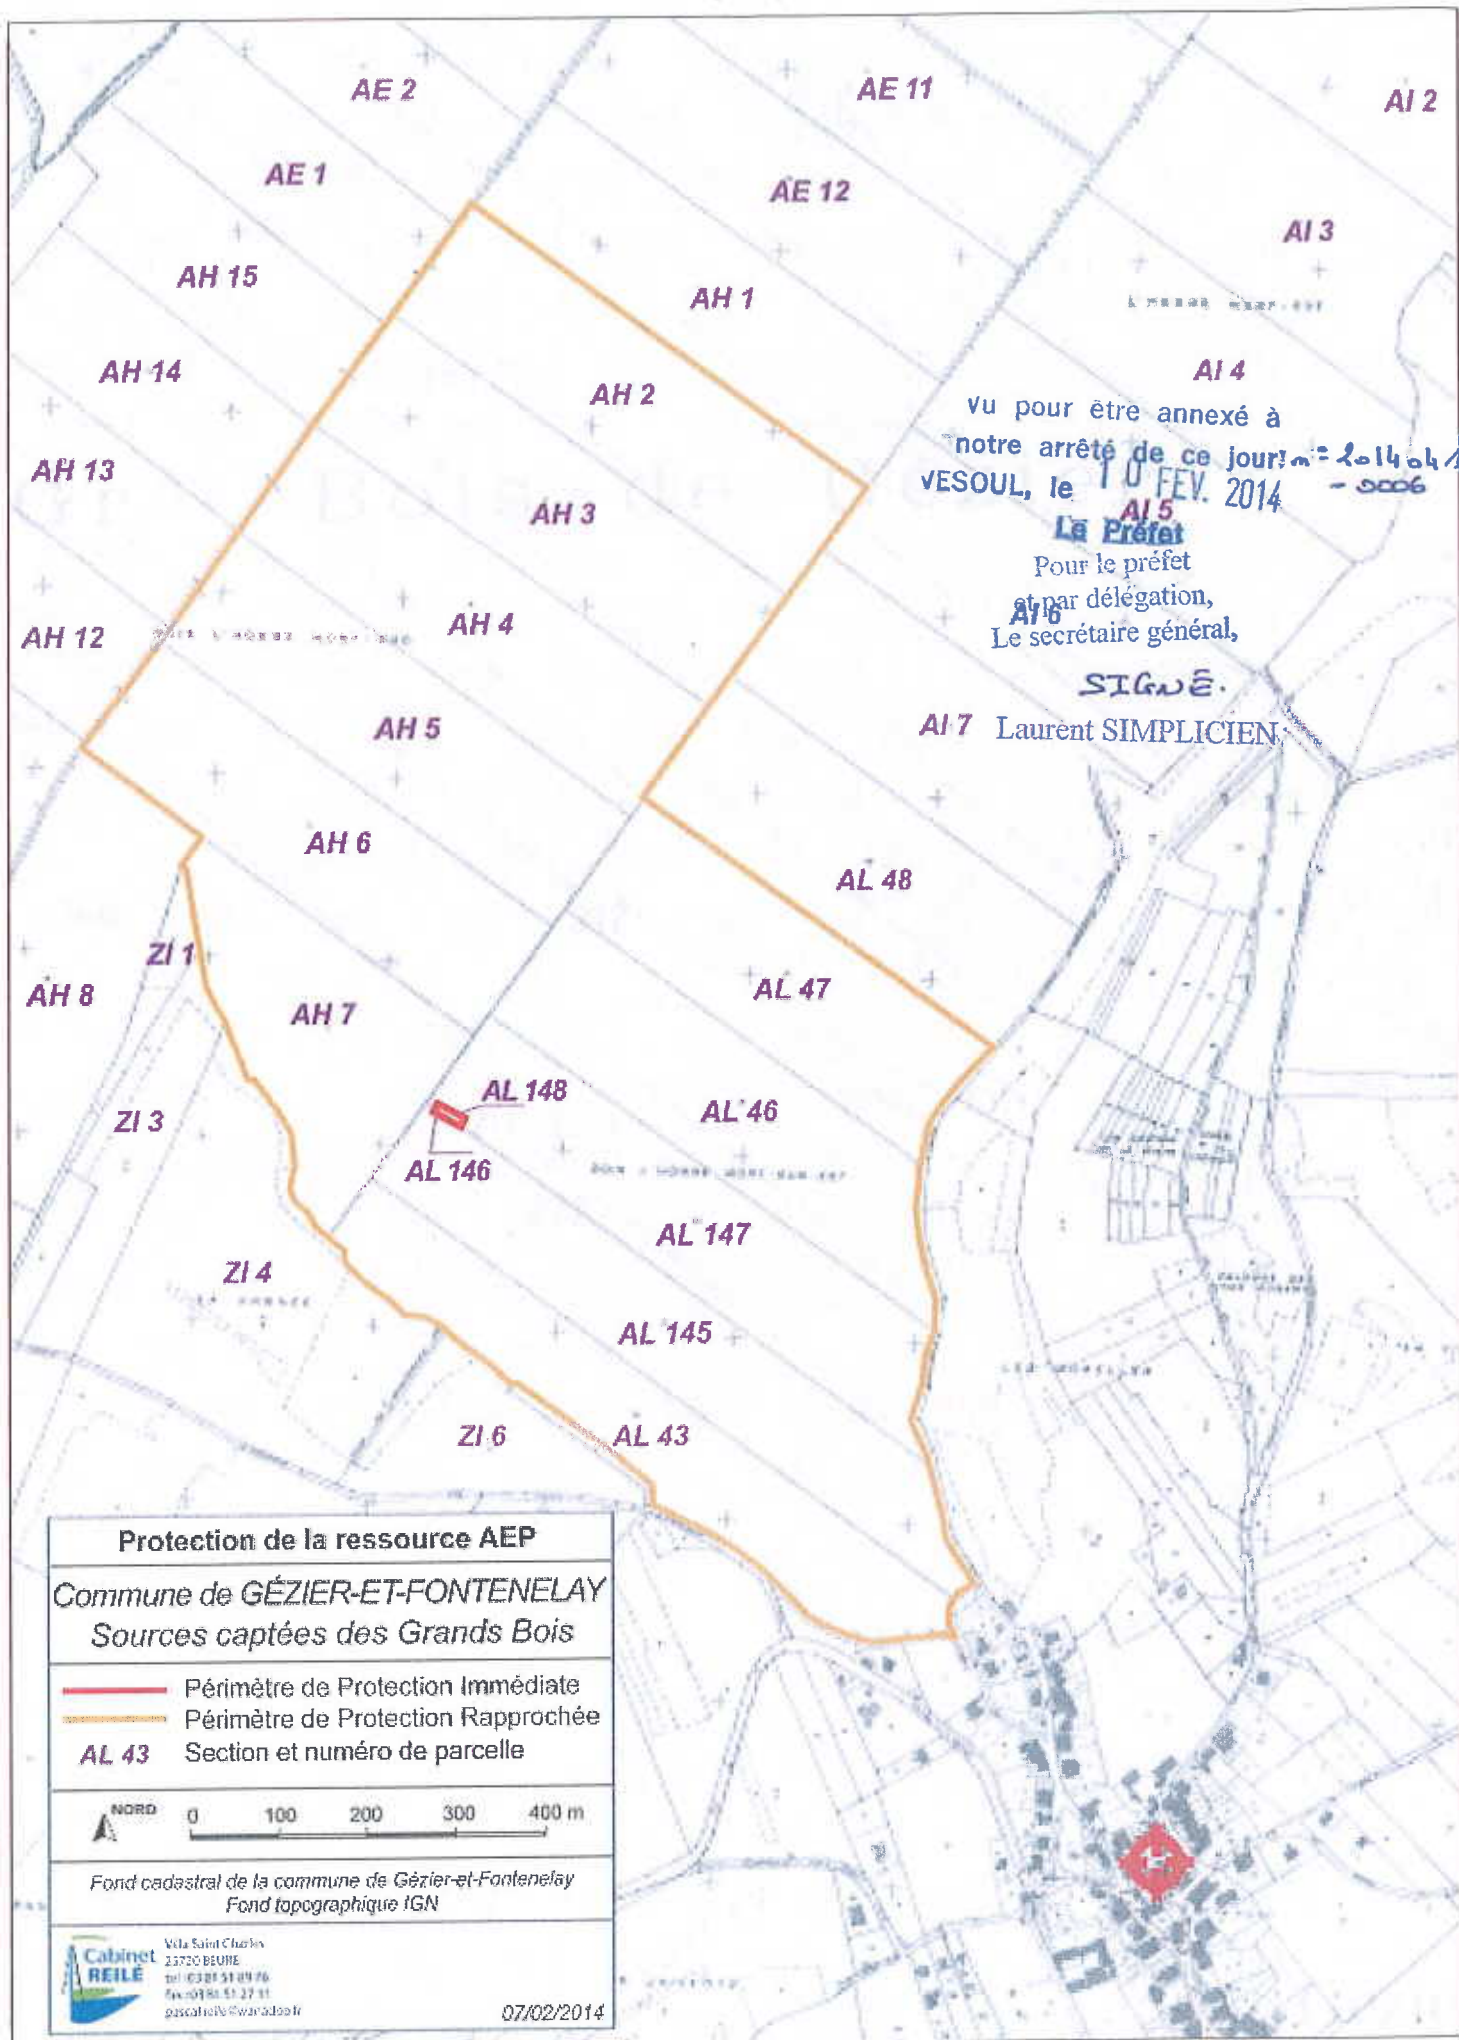 AE 2
AE 11
AI 2
AE 1
AE 12
AI 3
AH 15
AH 1
AH 14
AI 4
AH 2
vu pour être annexé à
notre arrêté de ce jour
AH 13
VESOUL, le 10 FEV. 2014
- 0006
AH 3
AI 5
Le Préfet
Pour le préfet
et par délégation,
AI 6
AH 12
AH 4
Le secrétaire général,
SIGNÉ.
AH 5
AI 7
Laurent SIMPLICIEN
AH 6
AL 48
ZI 1
AH 8
AL 47
AH 7
AL 148
ZI 3
AL 46
AL 146
AL 147
ZI 4
AL 145
ZI 6
AL 43
Protection de la ressource AEP
Commune de GÉZIER-ET-FONTENELAY
Sources captées des Grands Bois
Périmètre de Protection Immédiate
Périmètre de Protection Rapprochée
AL 43 Section et numéro de parcelle
NORD 0 100 200 300 400 m
Fond cadastral de la commune de Gézier-et-Fontenelay
Fond topographique IGN
Cabinet
REILÉ
Villa Saint Charles
25720 BEURE
07/02/2014